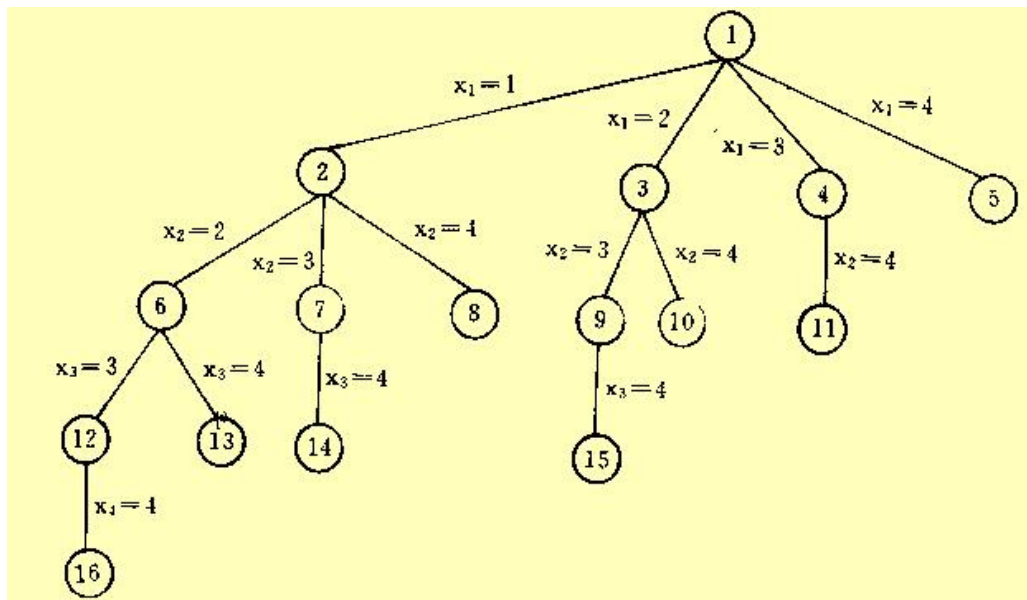 1
x₁=1
x₁=2
x₁=3
x₁=4
2
3
4
5
x₂=2
x₂=3
x₂=4
x₂=3
x₂=4
x₂=4
6
7
8
9
10
11
x₃=3
x₃=4
x₃=4
x₃=4
12
13
14
15
x₄=4
16